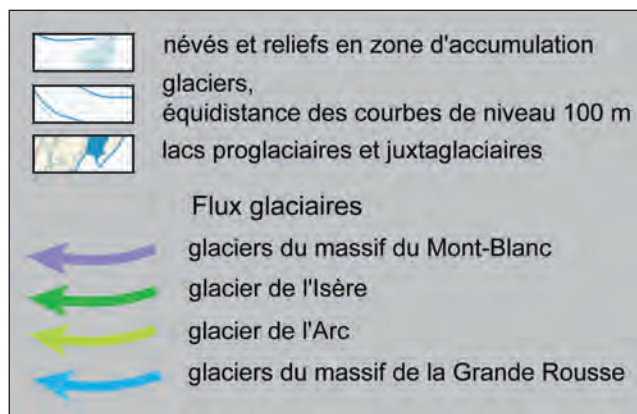 névés et reliefs en zone d'accumulation
glaciers,
équidistance des courbes de niveau 100 m
lacs proglaciaires et juxtaglaciaires
Flux glaciaires
glaciers du massif du Mont-Blanc
glacier de l'Isère
glacier de l'Arc
glaciers du massif de la Grande Rousse